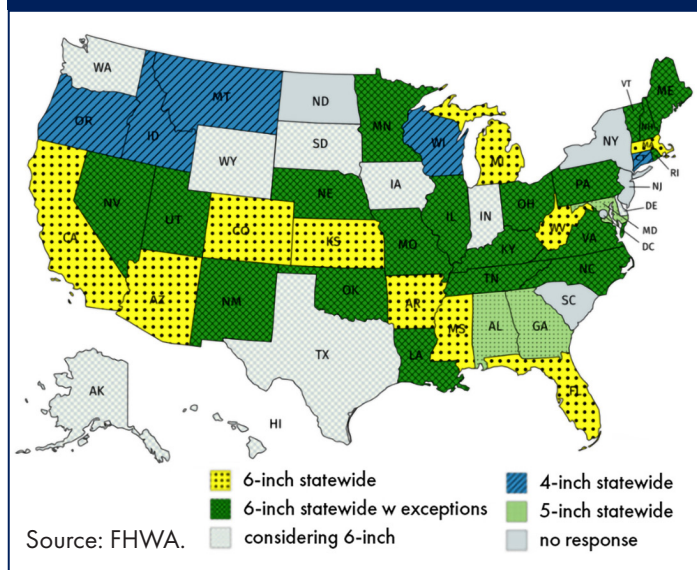 WA
MT
ND
OR
ID
WY
SD
MN
WI
MI
NY
VT
ME
NH
MA
CT
RI
NJ
DE
MD
DC
NV
UT
CA
CO
NE
IA
KS
MO
IL
IN
OH
PA
WV
VA
KY
NC
TN
AZ
NM
OK
AR
SC
TX
LA
MS
AL
GA
FL
AK
HI
6-inch statewide
6-inch statewide w exceptions
considering 6-inch
4-inch statewide
5-inch statewide
no response
Source: FHWA.